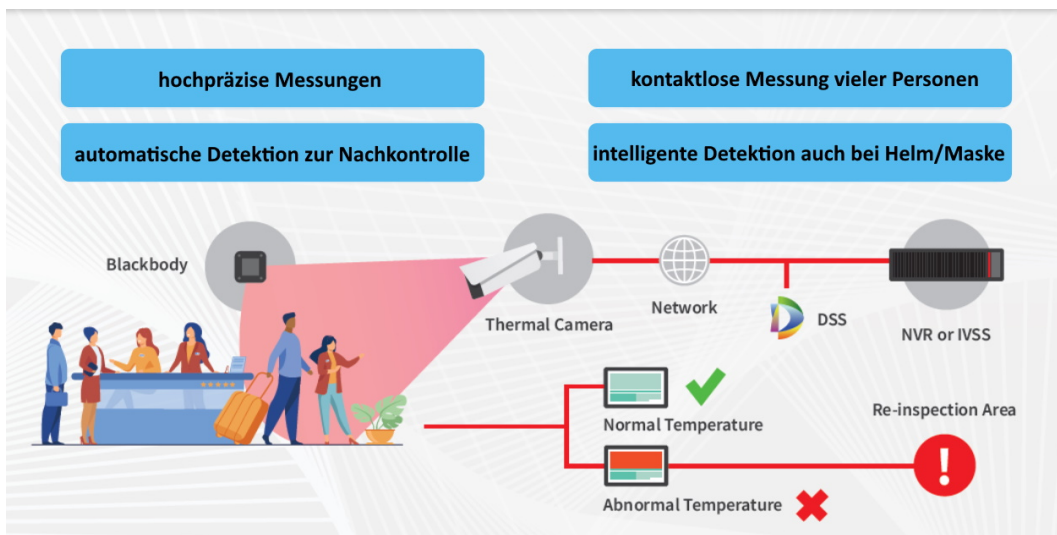 hochpräzise Messungen
kontaktlose Messung vieler Personen
automatische Detektion zur Nachkontrolle
intelligente Detektion auch bei Helm/Maske
Blackbody
Thermal Camera
Network
DSS
NVR or IVSS
Normal Temperature
Re-inspection Area
Abnormal Temperature